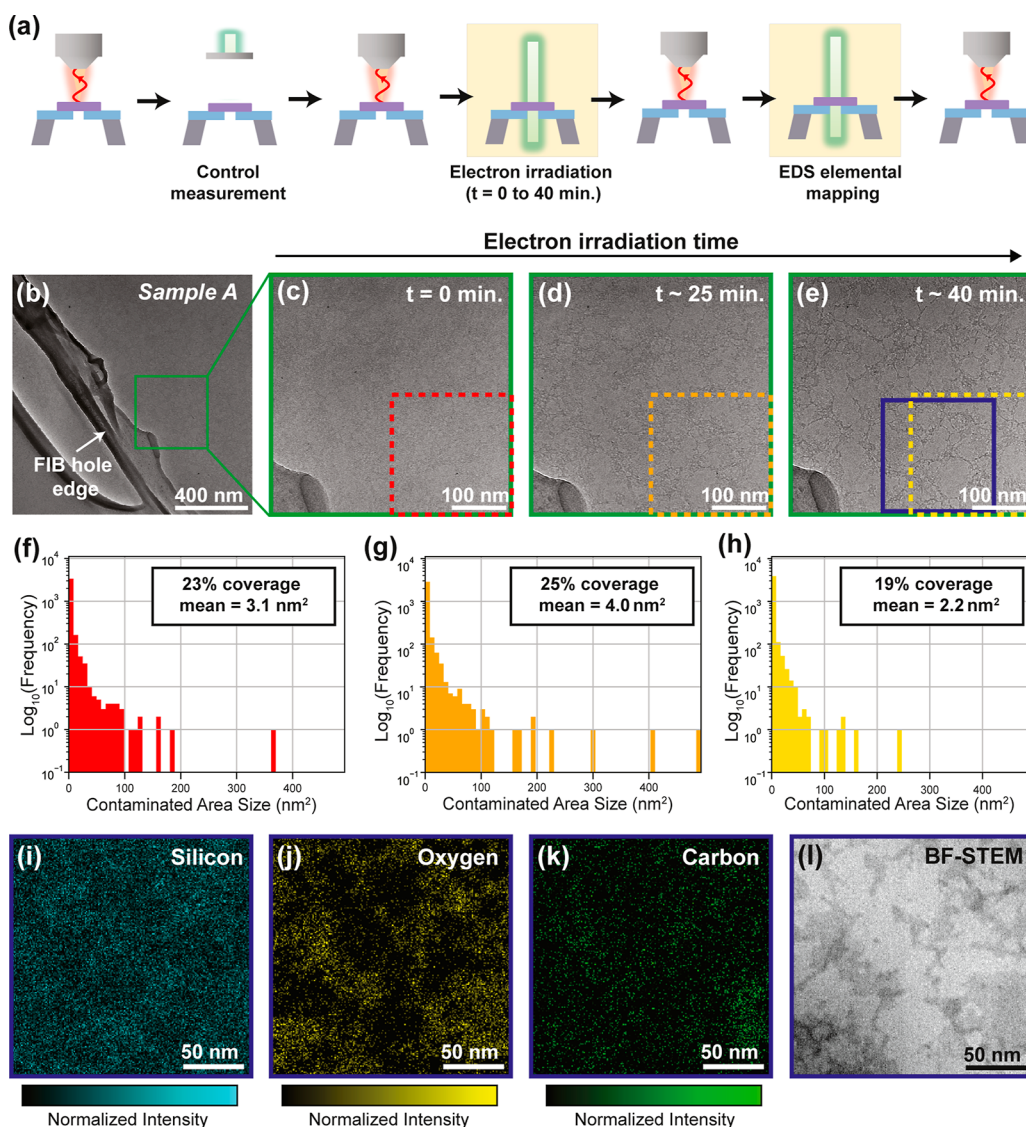 (a)
Control
measurement
Electron irradiation
(t = 0 to 40 min.)
EDS elemental
mapping
Electron irradiation time
(b) Sample A
FIB hole
edge
400 nm
(c) t = 0 min.
100 nm
(d) t ~ 25 min.
100 nm
(e) t ~ 40 min.
100 nm
(f)
23% coverage
mean = 3.1 nm²
Log₁₀(Frequency)
10⁴
10³
10²
10¹
10⁰
10⁻¹
0 100 200 300 400
Contaminated Area Size (nm²)
(g)
25% coverage
mean = 4.0 nm²
Log₁₀(Frequency)
10⁴
10³
10²
10¹
10⁰
10⁻¹
0 100 200 300 400
Contaminated Area Size (nm²)
(h)
19% coverage
mean = 2.2 nm²
Log₁₀(Frequency)
10⁴
10³
10²
10¹
10⁰
10⁻¹
0 100 200 300 400
Contaminated Area Size (nm²)
(i) Silicon
50 nm
Normalized Intensity
(j) Oxygen
50 nm
Normalized Intensity
(k) Carbon
50 nm
Normalized Intensity
(l) BF-STEM
50 nm